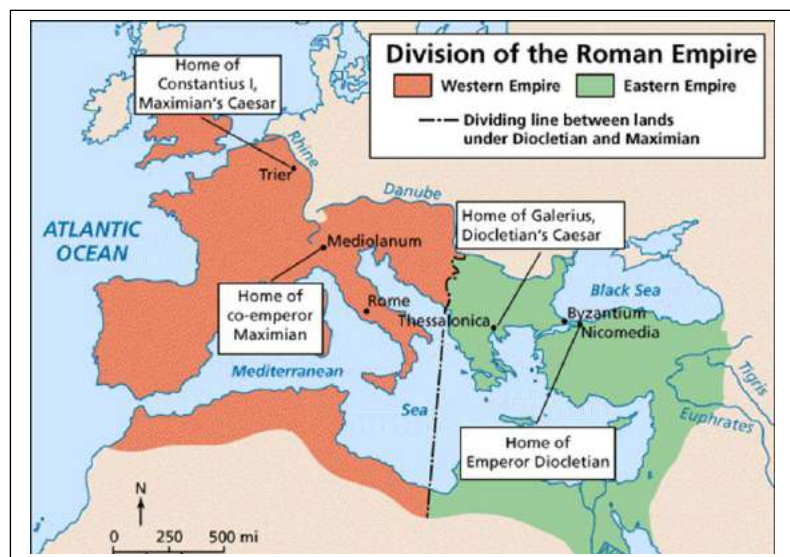 Division of the Roman Empire
Western Empire
Eastern Empire
Dividing line between lands
under Diocletian and Maximian
Home of
Constantius I,
Maximian's Caesar
Rhine
Trier
Danube
Home of Galerius,
Diocletian's Caesar
ATLANTIC
OCEAN
Mediolanum
Black Sea
Home of
co-emperor
Maximian
Rome
Thessalonica
Byzantium
Nicomedia
Mediterranean
Sea
Tigris
Euphrates
Home of
Emperor Diocletian
N
0 250 500 mi